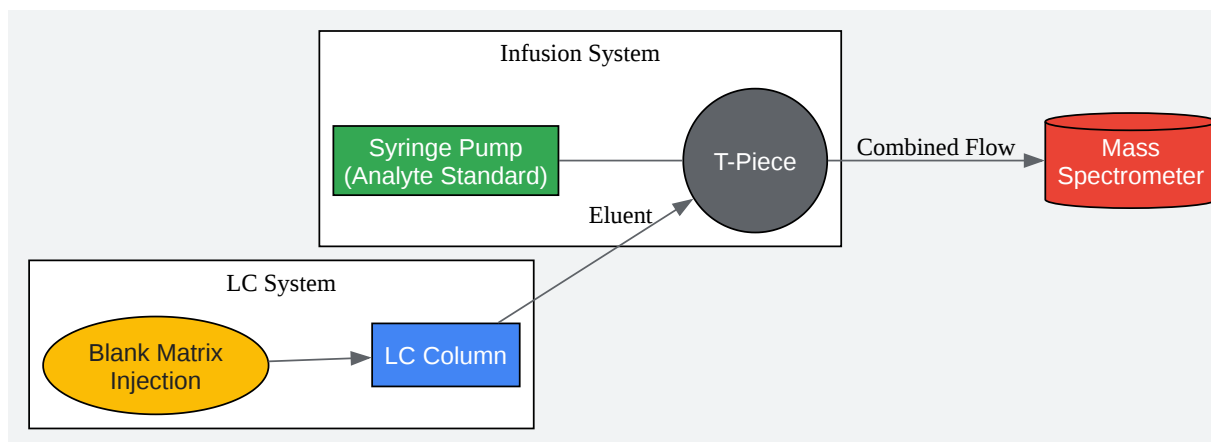 Infusion System
Syringe Pump
(Analyte Standard)
T-Piece
Combined Flow
Mass
Spectrometer
Eluent
LC System
Blank Matrix
Injection
LC Column